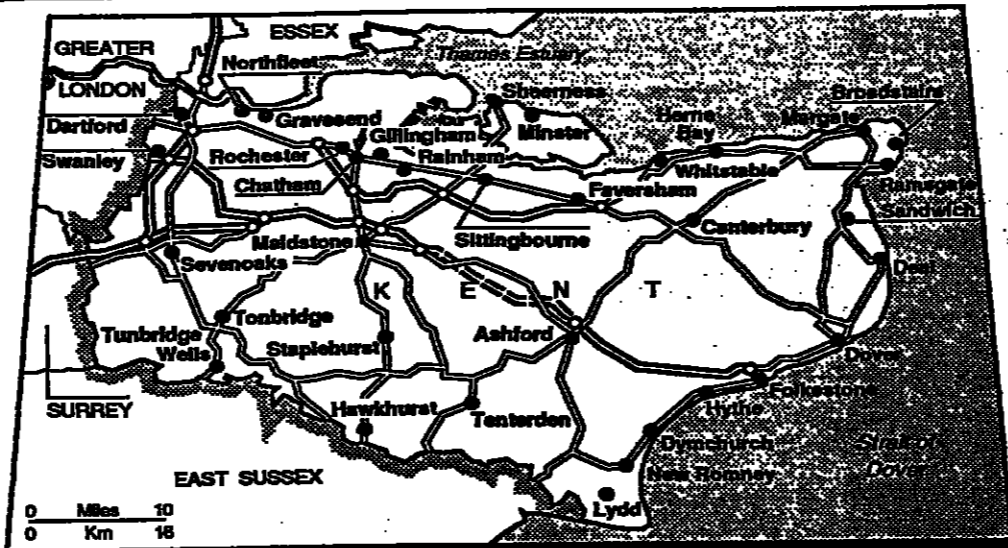 ESSEX
GREATER
LONDON
Thames Estuary
Northfleet
Sheerness
Broadstairs
Dartford
Gravesend
Minster
Herne
Bay
Margate
Gillingham
Swanley
Rochester
Rainham
Whitstable
Ramsgate
Chatham
Faversham
Sandwich
Canterbury
Maidstone
Sittingbourne
Sevenoaks
Deal
K E N T
Tonbridge
Tunbridge
Wells
Staplehurst
Ashford
Dover
Folkestone
SURREY
Hawkhurst
Tenterden
Hythe
Dymchurch
New Romney
Dover
EAST SUSSEX
Lydd
0 Miles 10
0 Km 16